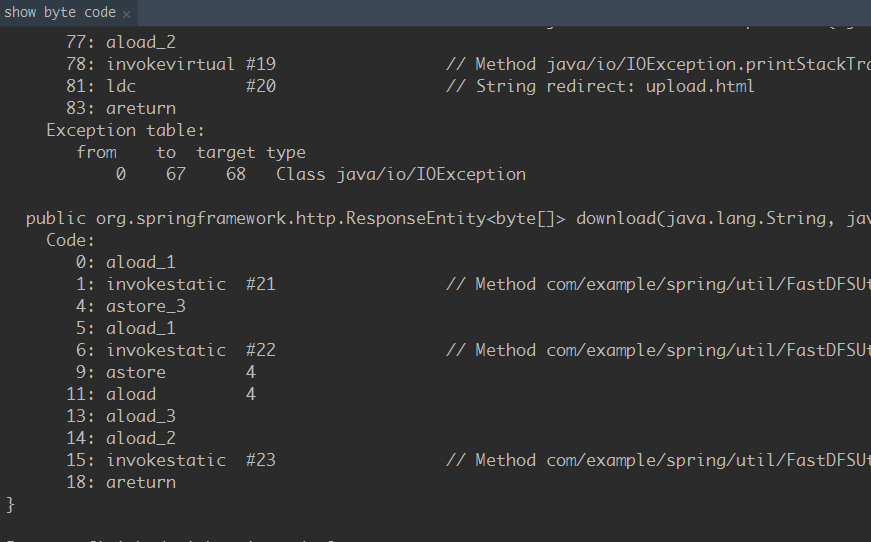 show byte code ×
77: aload_2
78: invokevirtual #19 // Method java/io/IOException.printStackTra
81: ldc #20 // String redirect: upload.html
83: areturn
Exception table:
from to target type
0 67 68 Class java/io/IOException
public org.springframework.http.ResponseEntity<byte[]> download(java.lang.String, jav
Code:
0: aload_1
1: invokestatic #21 // Method com/example/spring/util/FastDFSUt
4: astore_3
5: aload_1
6: invokestatic #22 // Method com/example/spring/util/FastDFSUt
9: astore 4
11: aload 4
13: aload_3
14: aload_2
15: invokestatic #23 // Method com/example/spring/util/FastDFSUt
18: areturn
}